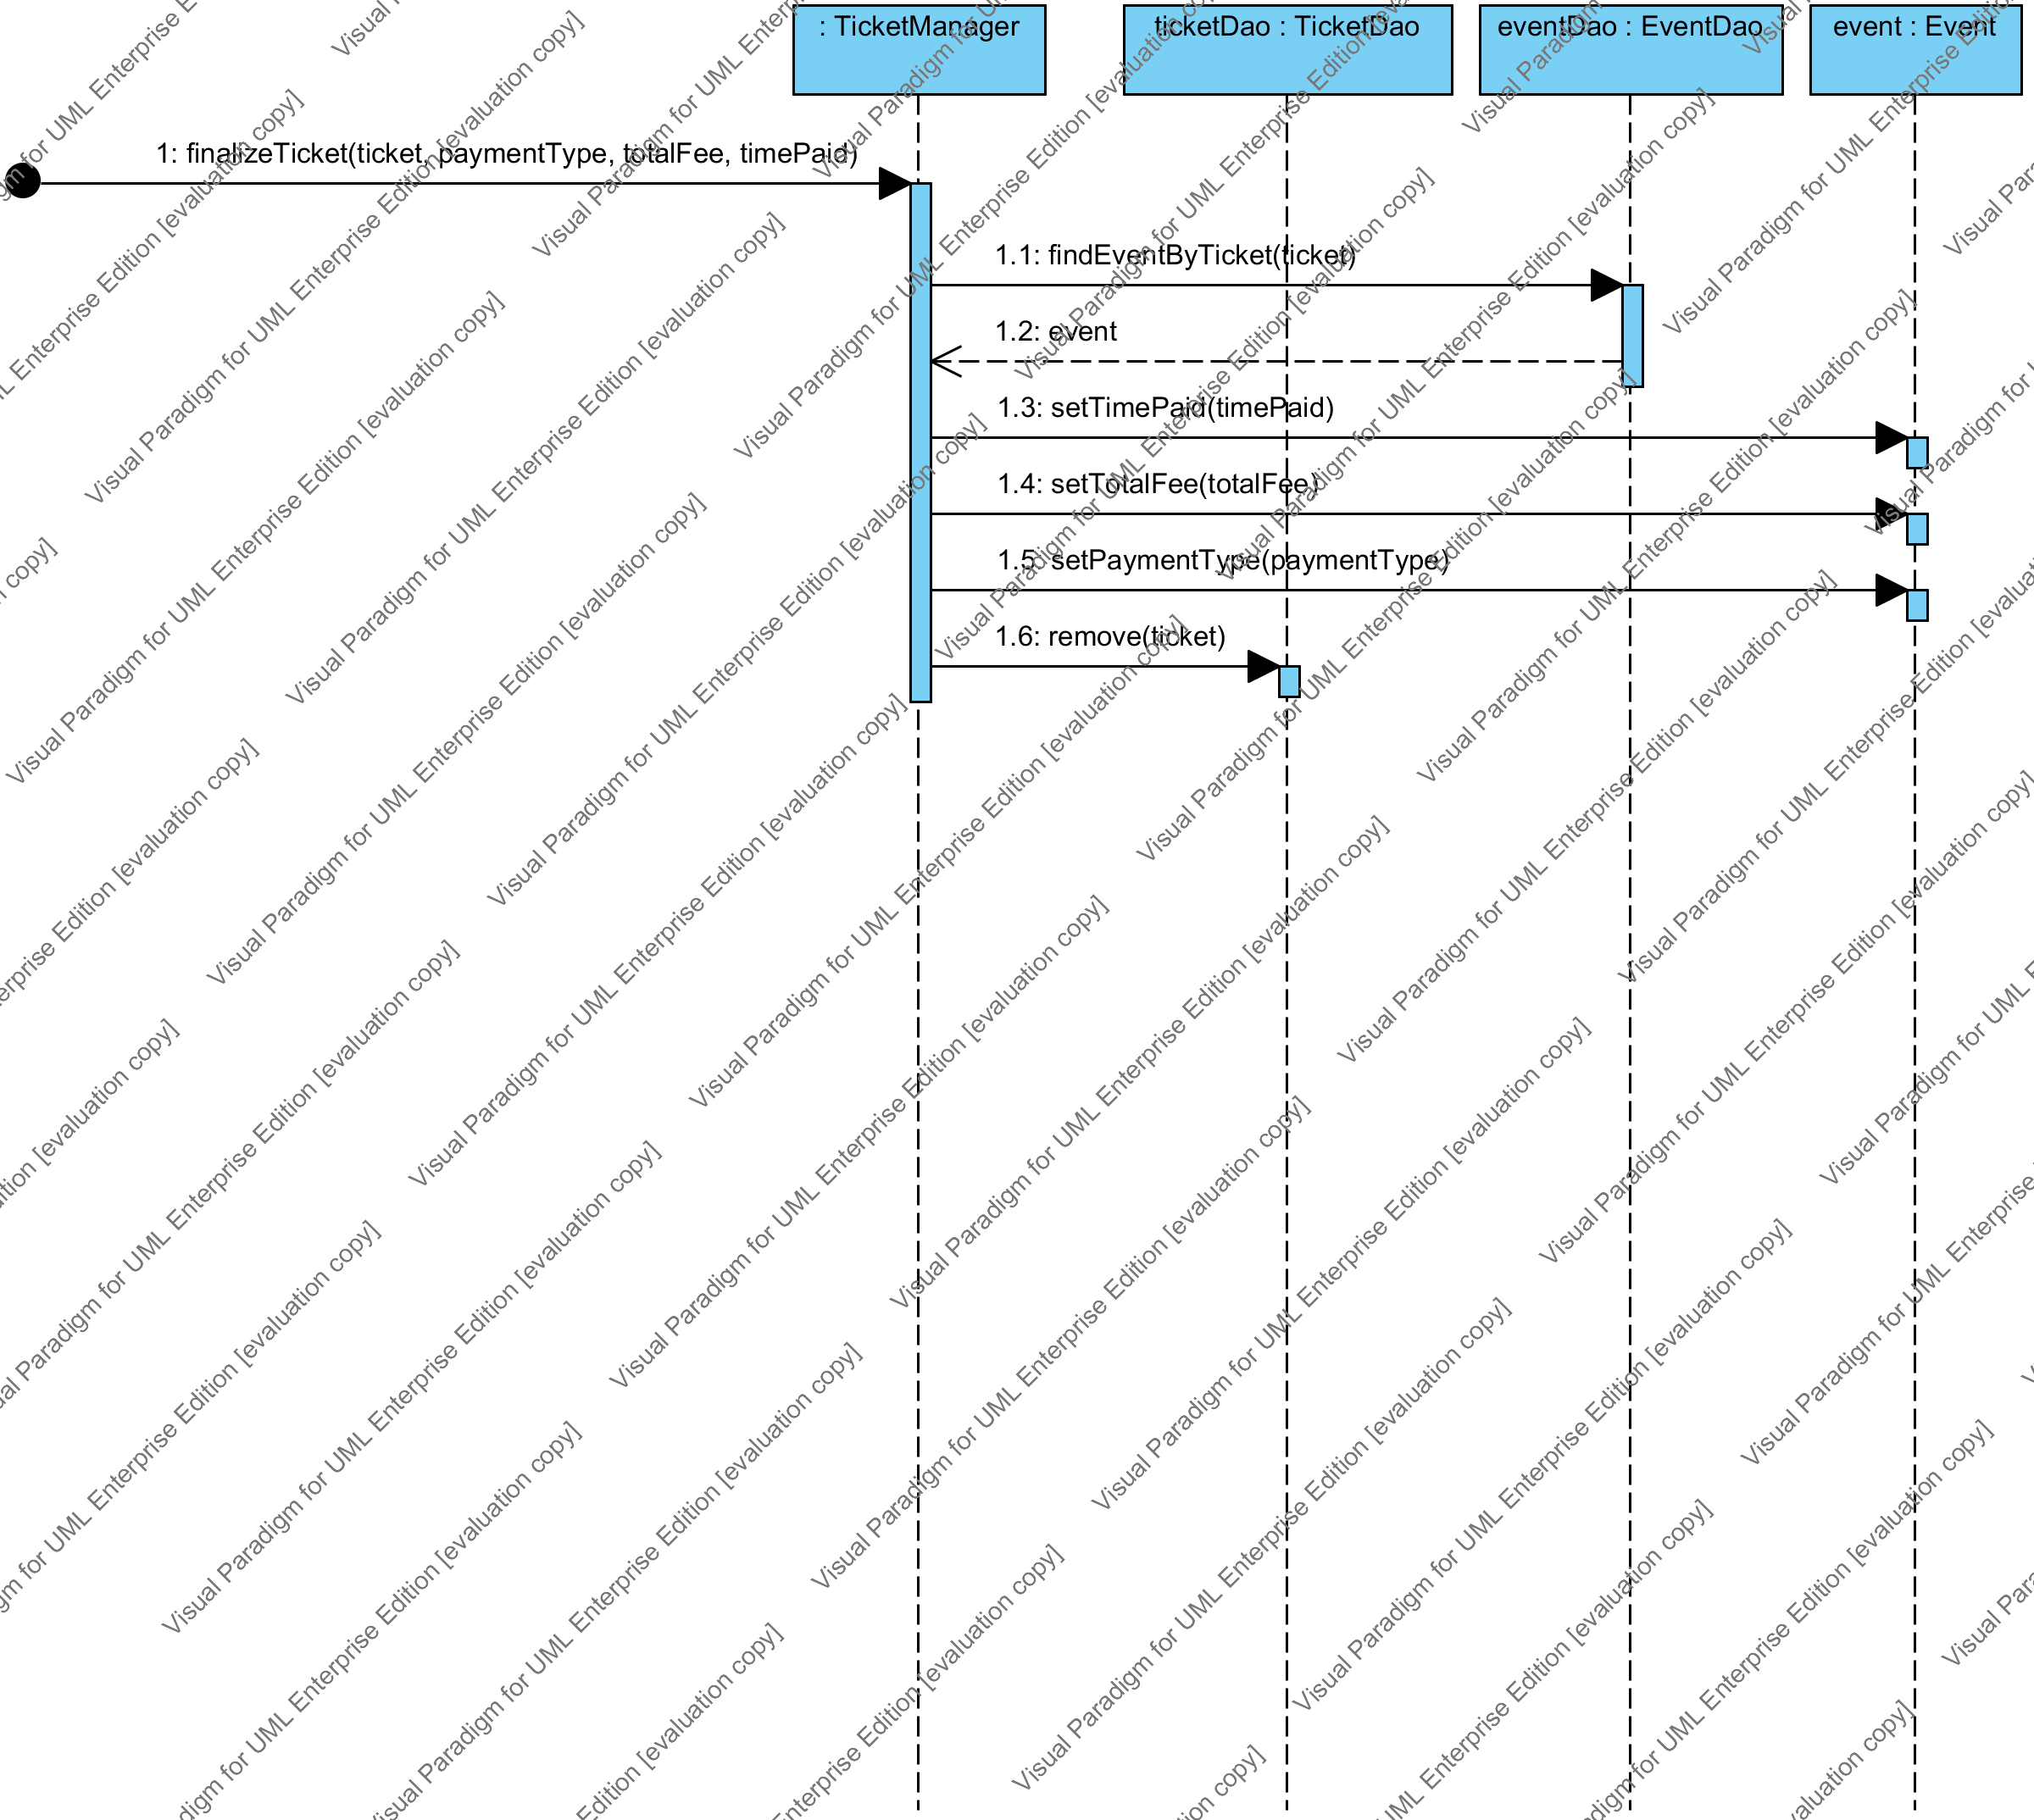 : TicketManager
ticketDao : TicketDao
eventDao : EventDao
event : Event
1: finalizeTicket(ticket, paymentType, totalFee, timePaid)
1.1: findEventByTicket(ticket)
1.2: event
1.3: setTimePaid(timePaid)
1.4: setTotalFee(totalFee)
1.5: setPaymentType(paymentType)
1.6: remove(ticket)
Visual Paradigm for UML Enterprise Edition [evaluation copy]